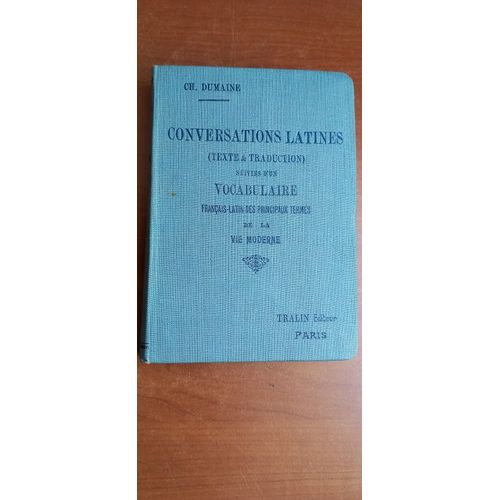 CH. DUMAINE
CONVERSATIONS LATINES
(TEXTE & TRADUCTION)
SUIVIES D'UN
VOCABULAIRE
FRANÇAIS-LATIN DES PRINCIPAUX TERMES
DE LA
VIE MODERNE
TRALIN Éditeur
PARIS